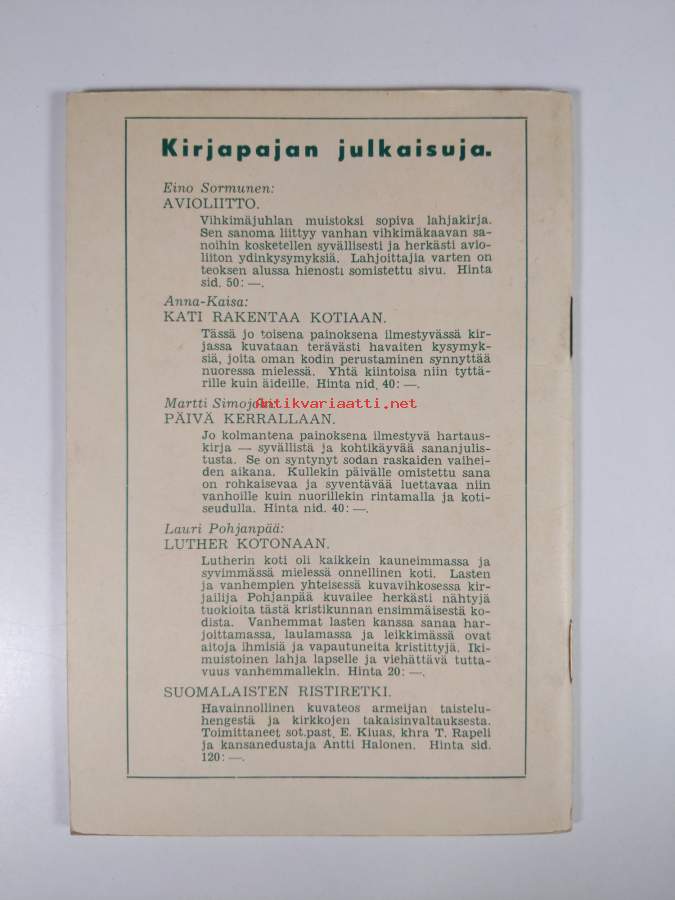 Kirjapajan julkaisuja.
Eino Sormunen:
AVIOLIITTO.
Vihkimäjuhlan muistoksi sopiva lahjakirja.
Sen sanoma liittyy vanhan vihkimäkaavan sa-
noihin kosketellen syvällisesti ja herkästi avio-
liiton ydinkysymyksiä. Lahjoittajia varten on
teoksen alussa hienosti somistettu sivu. Hinta
sid. 50: —.
Anna-Kaisa:
KATI RAKENTAA KOTIAAN.
Tässä jo toisena painoksena ilmestyvässä kir-
jassa kuvataan terävästi havaiten kysymyk-
siä, joita oman kodin perustaminen synnyttää
nuoressa mielessä. Yhtä kiintoisa niin tyttä-
rille kuin äideille. Hinta nid. 40: —.
Martti Simojoki:
Antikvariaatti.net
PÄIVÄ KERRALLAAN.
Jo kolmantena painoksena ilmestyvä hartaus-
kirja — syvällistä ja kohtikäyvää sananjulis-
tusta. Se on syntynyt sodan raskaiden vaihei-
den aikana. Kullekin päivälle omistettu sana
on rohkaisevaa ja syventävää luettavaa niin
vanhoille kuin nuorillekin rintamalla ja koti-
seudulla. Hinta nid. 40: —.
Lauri Pohjanpää:
LUTHER KOTONAAN.
Lutherin koti oli kaikkein kauneimmassa ja
syvimmässä mielessä onnellinen koti. Lasten
ja vanhempien yhteisessä kuvavihkosessa kir-
jailija Pohjanpää kuvailee herkästi nähtyjä
tuokioita tästä kristikunnan ensimmäisestä ko-
dista. Vanhemmat lasten kanssa sanaa har-
joittamassa, laulamassa ja leikkimässä ovat
aitoja ihmisiä ja vapautuneita kristittyjä. Iki-
muistoinen lahja lapselle ja viehättävä tutta-
vuus vanhemmallekin. Hinta 20: —.
SUOMALAISTEN RISTIRETKI.
Havainnollinen kuvateos armeijan taistelu-
hengestä ja kirkkojen takaisinvaltauksesta.
Toimittaneet sot.past. E. Kiuas, khra T. Rapeli
ja kansanedustaja Antti Halonen. Hinta sid.
120: —.